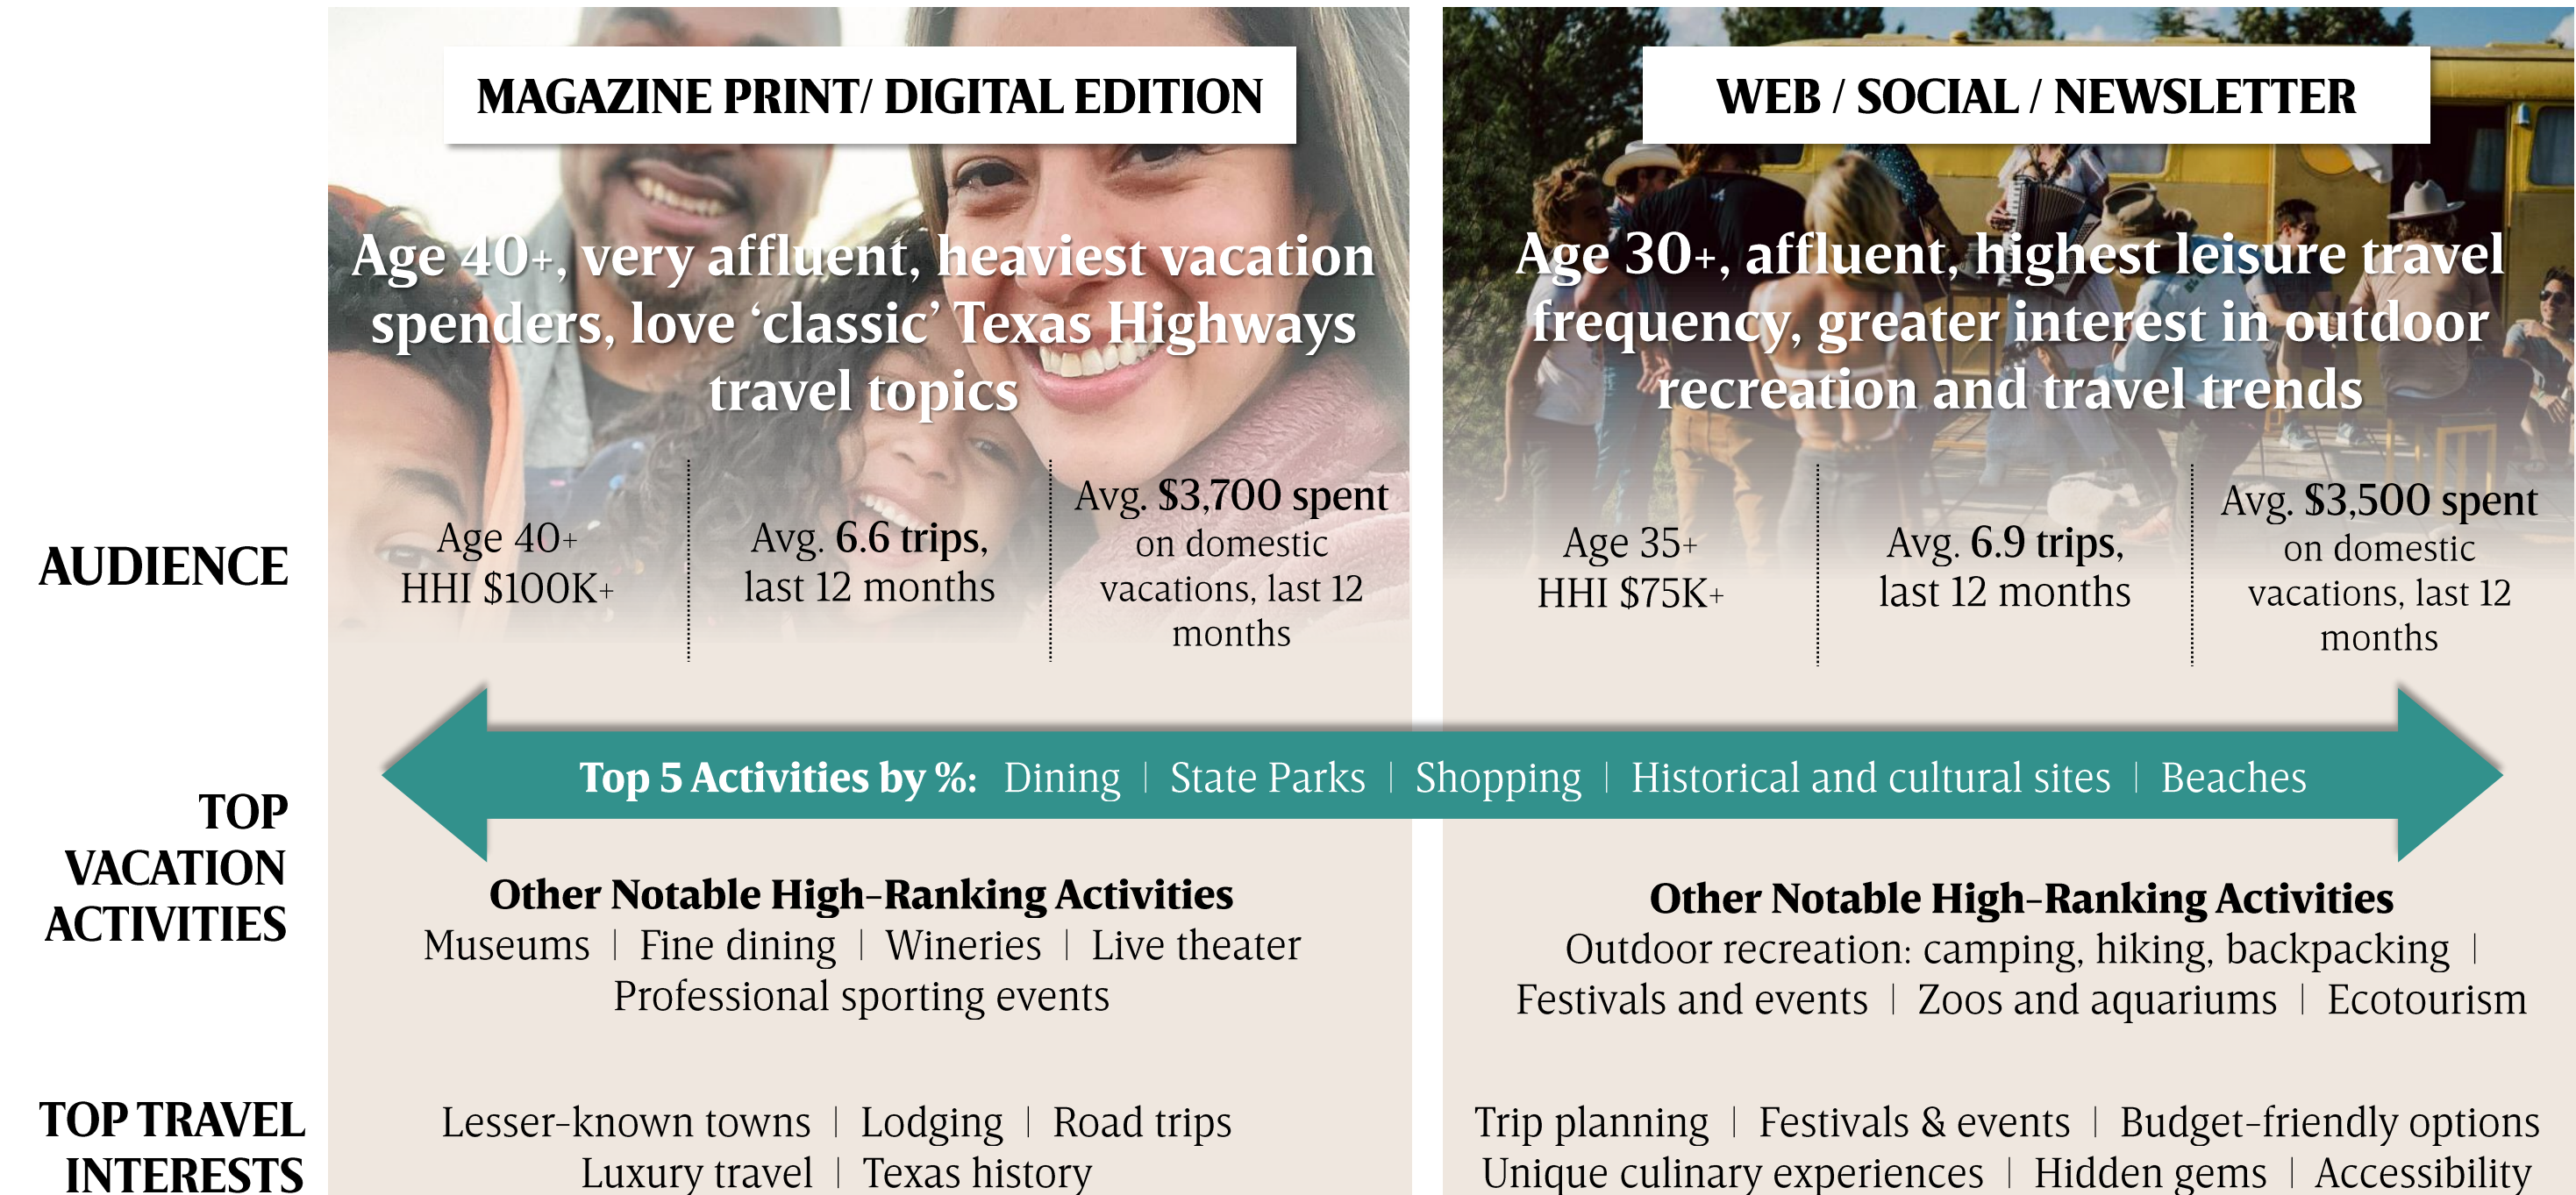 MAGAZINE PRINT/ DIGITAL EDITION
Age 40+, very affluent, heaviest vacation
spenders, love ‘classic’ Texas Highways
travel topics
WEB / SOCIAL / NEWSLETTER
Age 30+, affluent, highest leisure travel
frequency, greater interest in outdoor
recreation and travel trends
AUDIENCE
Age 40+
HHI $100K+
Avg. 6.6 trips,
last 12 months
Avg. $3,700 spent
on domestic
vacations, last 12
months
Age 35+
HHI $75K+
Avg. 6.9 trips,
last 12 months
Avg. $3,500 spent
on domestic
vacations, last 12
months
TOP
VACATION
ACTIVITIES
Top 5 Activities by %: Dining | State Parks | Shopping | Historical and cultural sites | Beaches
Other Notable High-Ranking Activities
Museums | Fine dining | Wineries | Live theater
Professional sporting events
Other Notable High-Ranking Activities
Outdoor recreation: camping, hiking, backpacking |
Festivals and events | Zoos and aquariums | Ecotourism
TOP TRAVEL
INTERESTS
Lesser-known towns | Lodging | Road trips
Luxury travel | Texas history
Trip planning | Festivals & events | Budget-friendly options
Unique culinary experiences | Hidden gems | Accessibility